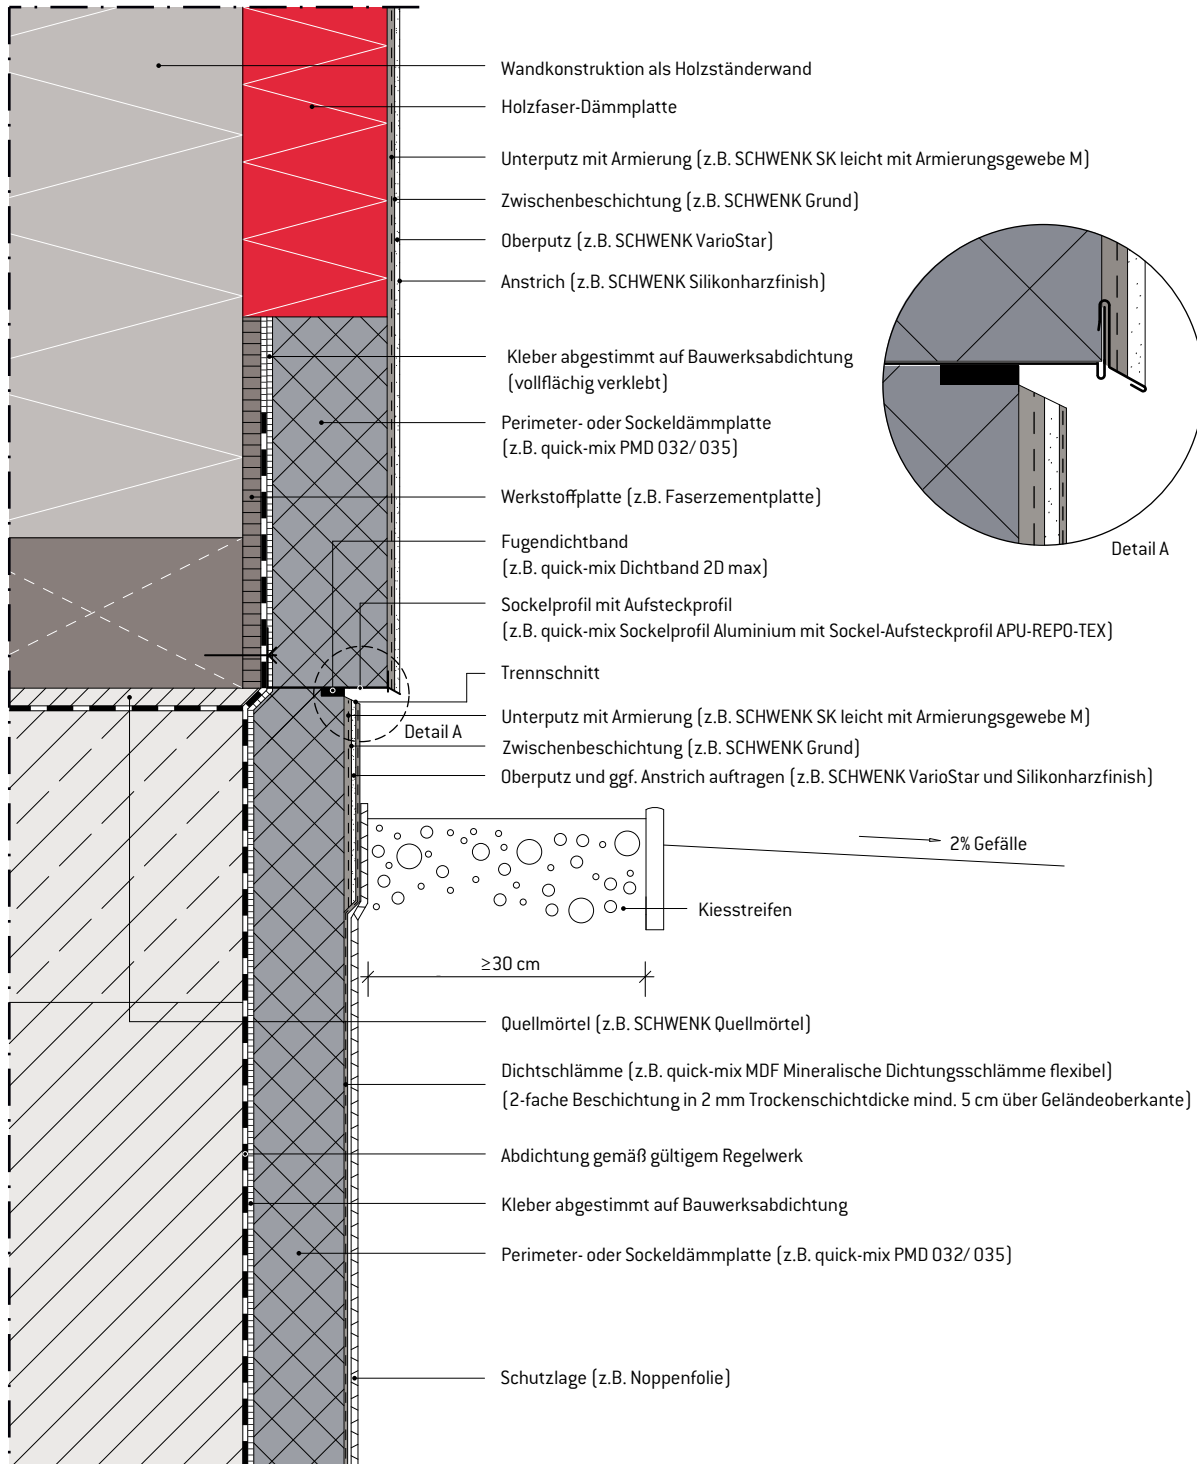 Wandkonstruktion als Holzständerwand
Holzfaser-Dämmplatte
Unterputz mit Armierung (z.B. SCHWENK SK leicht mit Armierungsgewebe M)
Zwischenbeschichtung (z.B. SCHWENK Grund)
Oberputz (z.B. SCHWENK VarioStar)
Anstrich (z.B. SCHWENK Silikonharzfinish)
Kleber abgestimmt auf Bauwerksabdichtung
(vollflächig verklebt)
Perimeter- oder Sockeldämmplatte
(z.B. quick-mix PMD 032/ 035)
Werkstoffplatte (z.B. Faserzementplatte)
Fugendichtband
(z.B. quick-mix Dichtband 2D max)
Detail A
Sockelprofil mit Aufsteckprofil
(z.B. quick-mix Sockelprofil Aluminium mit Sockel-Aufsteckprofil APU-REPO-TEX)
Trennschnitt
Unterputz mit Armierung (z.B. SCHWENK SK leicht mit Armierungsgewebe M)
Detail A
Zwischenbeschichtung (z.B. SCHWENK Grund)
Oberputz und ggf. Anstrich auftragen (z.B. SCHWENK VarioStar und Silikonharzfinish)
2% Gefälle
Kiesstreifen
≥30 cm
Quellmörtel (z.B. SCHWENK Quellmörtel)
Dichtschlämme (z.B. quick-mix MDF Mineralische Dichtungsschlämme flexibel)
(2-fache Beschichtung in 2 mm Trockenschichtdicke mind. 5 cm über Geländeoberkante)
Abdichtung gemäß gültigem Regelwerk
Kleber abgestimmt auf Bauwerksabdichtung
Perimeter- oder Sockeldämmplatte (z.B. quick-mix PMD 032/ 035)
Schutzlage (z.B. Noppenfolie)